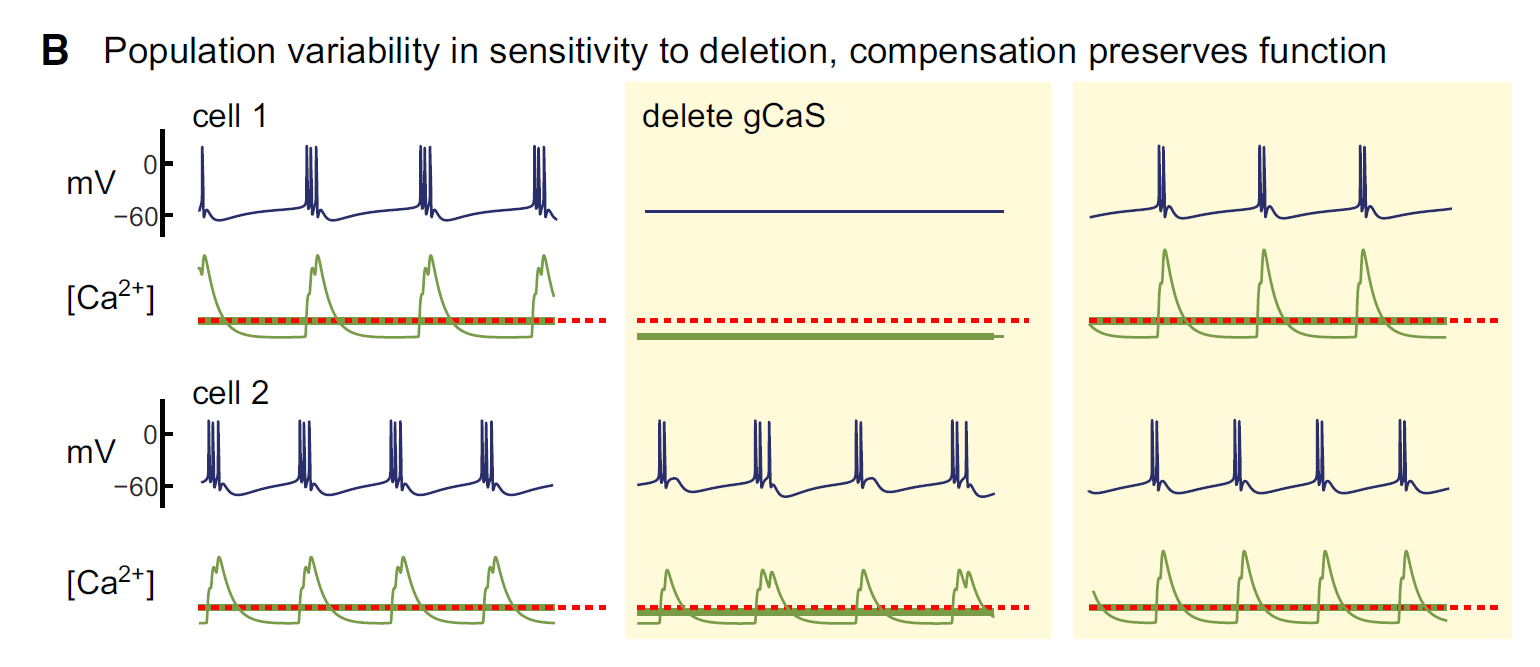 B Population variability in sensitivity to deletion, compensation preserves function
cell 1
delete gCaS
mV
0
−60
[Ca²⁺]
cell 2
mV
0
−60
[Ca²⁺]